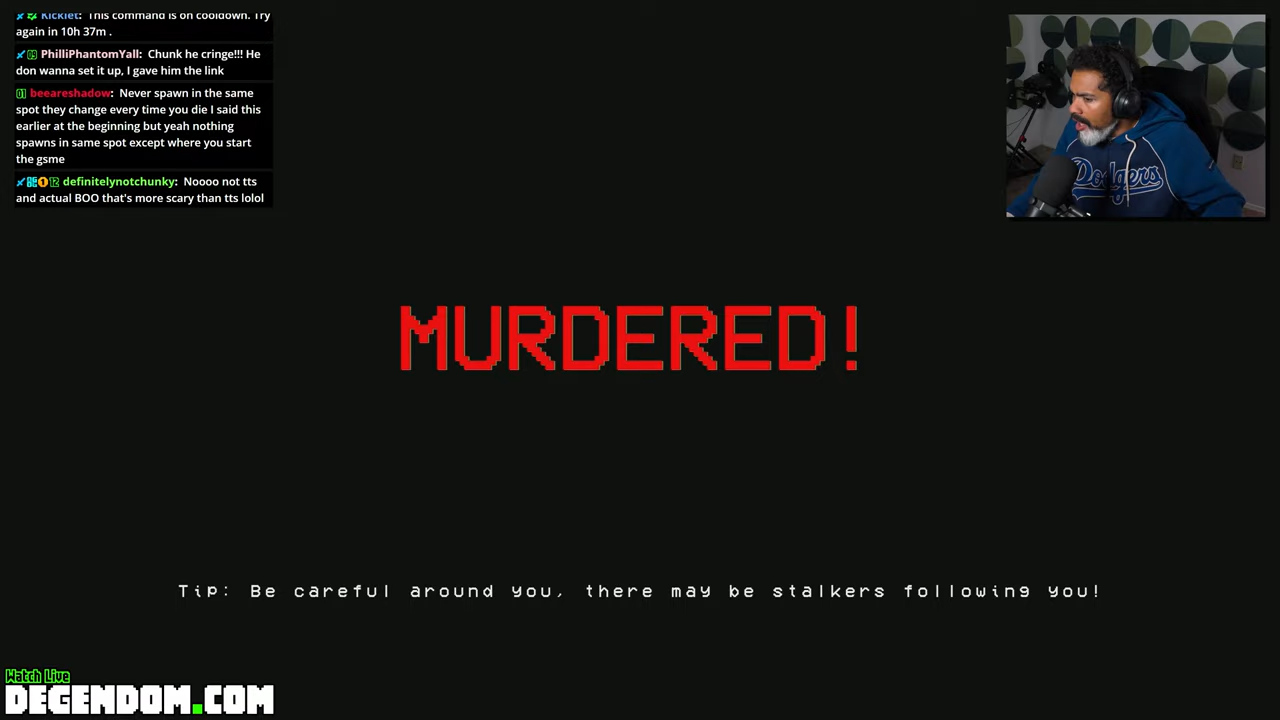 Kicklet: This command is on cooldown. Try
again in 10h 37m .
PhilliPhantomYall: Chunk he cringe!!! He
don wanna set it up, I gave him the link
beeareshadow: Never spawn in the same
spot they change every time you die I said this
earlier at the beginning but yeah nothing
spawns in same spot except where you start
the gsme
definitelynotchunky: Noooo not tts
and actual BOO that's more scary than tts lolol
Dodgers
MURDERED!
Tip: Be careful around you, there may be stalkers following you!
Watch Live
DEGENDOM.COM